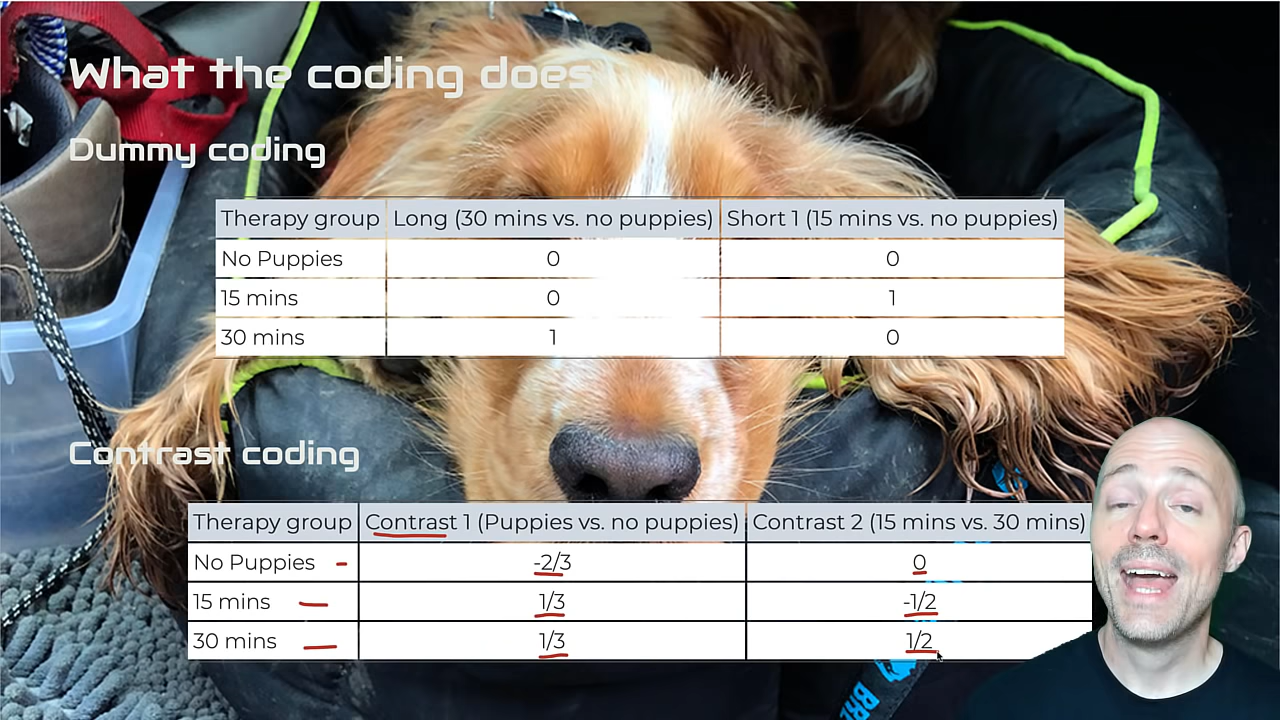 What the coding does
Dummy coding
Therapy group Long (30 mins vs. no puppies) Short 1 (15 mins vs. no puppies)
No Puppies 0 0
15 mins 0 1
30 mins 1 0
Contrast coding
Therapy group Contrast 1 (Puppies vs. no puppies) Contrast 2 (15 mins vs. 30 mins)
No Puppies -2/3 0
15 mins 1/3 -1/2
30 mins 1/3 1/2